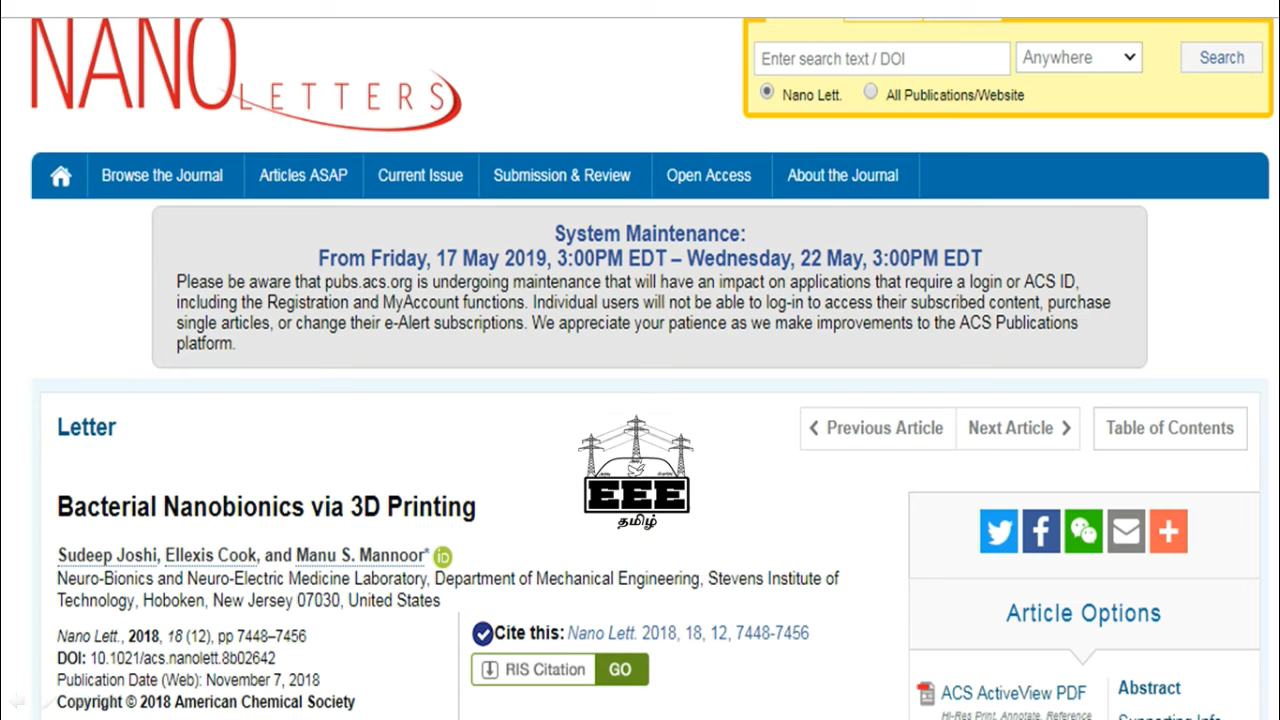 NANO LETTERS
Enter search text / DOI
Anywhere
Search
Nano Lett.
All Publications/Website
Browse the Journal
Articles ASAP
Current Issue
Submission & Review
Open Access
About the Journal
System Maintenance:
From Friday, 17 May 2019, 3:00PM EDT – Wednesday, 22 May, 3:00PM EDT
Please be aware that pubs.acs.org is undergoing maintenance that will have an impact on applications that require a login or ACS ID,
including the Registration and MyAccount functions. Individual users will not be able to log-in to access their subscribed content, purchase
single articles, or change their e-Alert subscriptions. We appreciate your patience as we make improvements to the ACS Publications
platform.
Letter
Previous Article
Next Article
Table of Contents
EEE
தமிழ்
Bacterial Nanobionics via 3D Printing
Sudeep Joshi, Ellexis Cook, and Manu S. Mannoor* iD
Neuro-Bionics and Neuro-Electric Medicine Laboratory, Department of Mechanical Engineering, Stevens Institute of
Technology, Hoboken, New Jersey 07030, United States
Nano Lett., 2018, 18 (12), pp 7448–7456
DOI: 10.1021/acs.nanolett.8b02642
Publication Date (Web): November 7, 2018
Copyright © 2018 American Chemical Society
Cite this: Nano Lett. 2018, 18, 12, 7448-7456
RIS Citation GO
Article Options
ACS ActiveView PDF
Hi-Res Print, Annotate, Reference
Abstract
Supporting Info